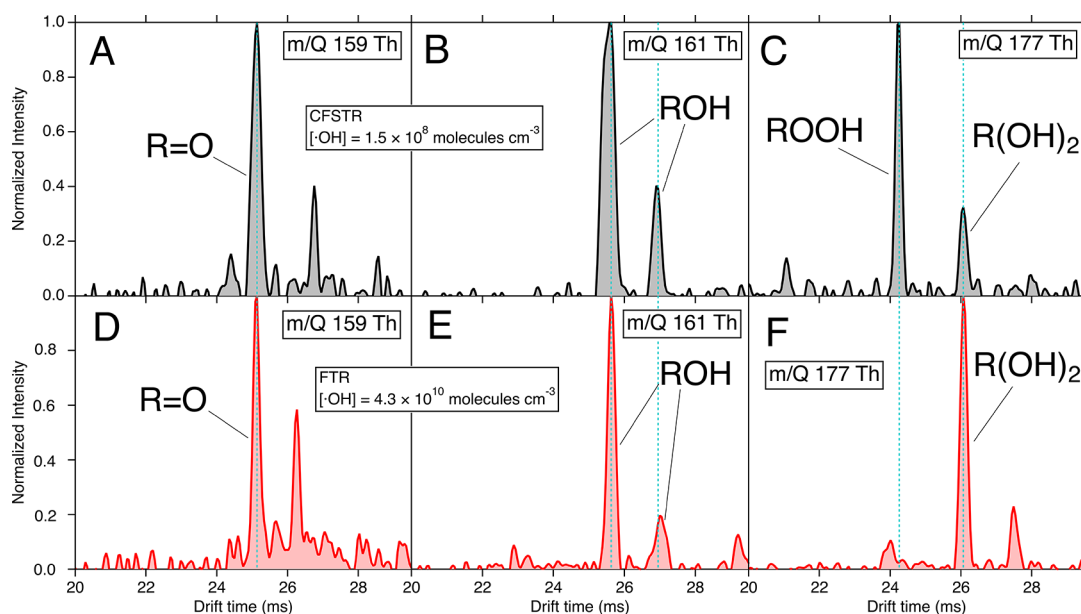 A
m/Q 159 Th
B
m/Q 161 Th
C
m/Q 177 Th
CFSTR
[·OH] = 1.5 × 10⁸ molecules cm⁻³
R=O
ROH
ROOH
R(OH)₂
Normalized Intensity
1.0
0.8
0.6
0.4
0.2
0.0
D
m/Q 159 Th
E
m/Q 161 Th
F
m/Q 177 Th
FTR
[·OH] = 4.3 × 10¹⁰ molecules cm⁻³
R=O
ROH
R(OH)₂
Normalized Intensity
0.8
0.6
0.4
0.2
0.0
20 22 24 26 28 20 22 24 26 28 20 22 24 26 28
Drift time (ms) Drift time (ms) Drift time (ms)